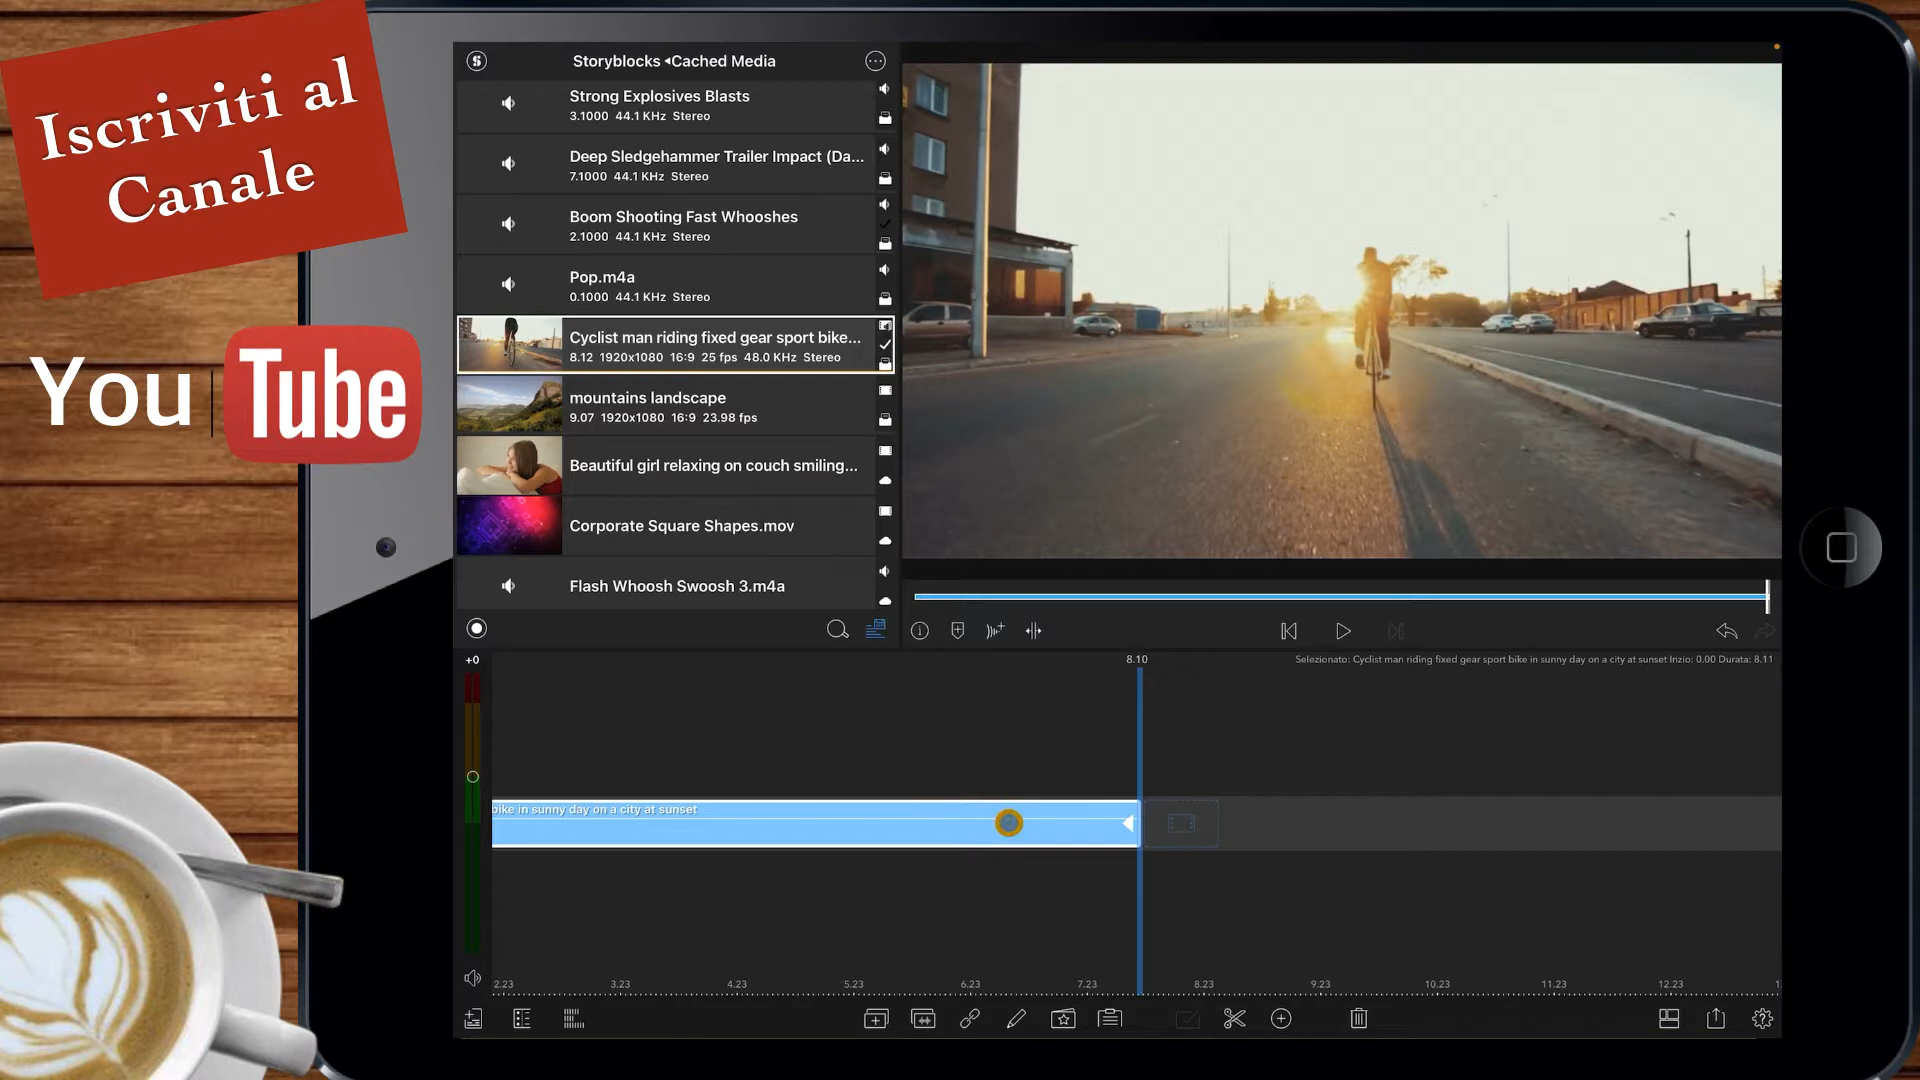 Iscriviti al
Canale
You Tube
Storyblocks ◂Cached Media
Strong Explosives Blasts
3.1000 44.1 KHz Stereo
Deep Sledgehammer Trailer Impact (Da...
7.1000 44.1 KHz Stereo
Boom Shooting Fast Whooshes
2.1000 44.1 KHz Stereo
Pop.m4a
0.1000 44.1 KHz Stereo
Cyclist man riding fixed gear sport bike...
8.12 1920x1080 16:9 25 fps 48.0 KHz Stereo
mountains landscape
9.07 1920x1080 16:9 23.98 fps
Beautiful girl relaxing on couch smiling...
Corporate Square Shapes.mov
Flash Whoosh Swoosh 3.m4a
+0
8.10
Selezionato: Cyclist man riding fixed gear sport bike in sunny day on a city at sunset Inzio: 0.00 Durata: 8.11
bike in sunny day on a city at sunset
2.23 3.23 4.23 5.23 6.23 7.23 8.23 9.23 10.23 11.23 12.23